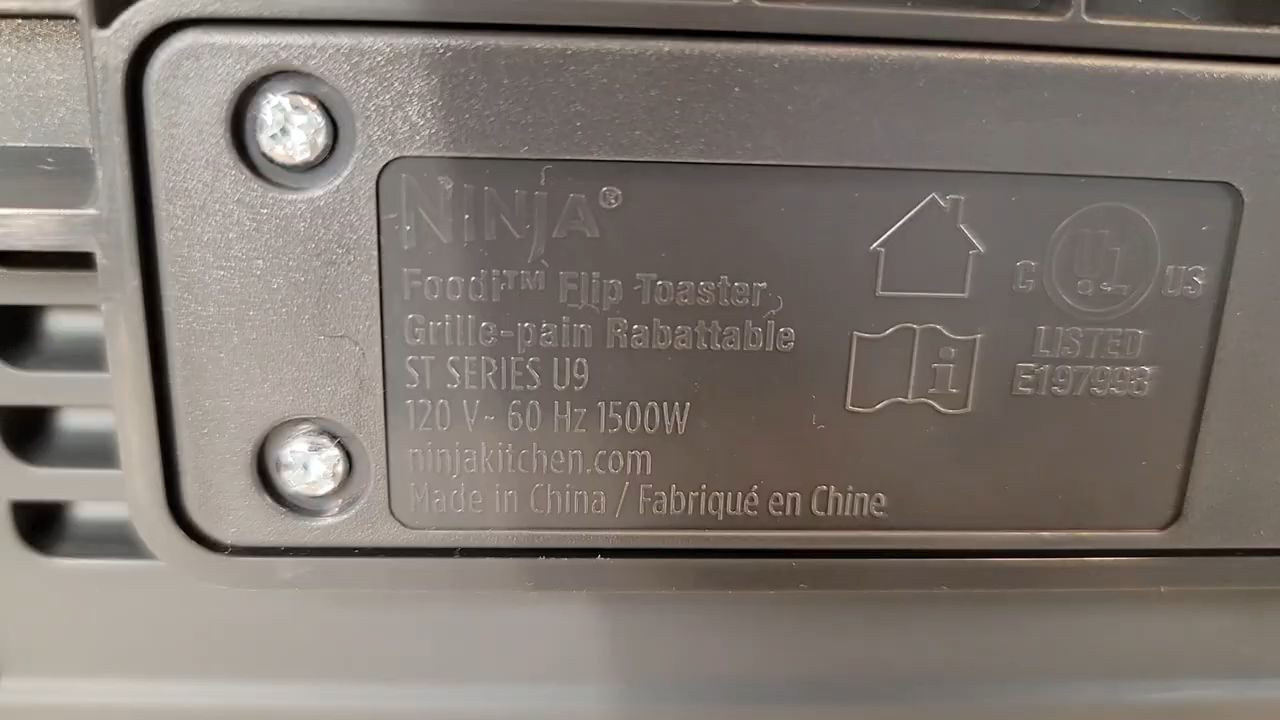 NINJA®
Foodi™ Flip Toaster
Grille-pain Rabattable
ST SERIES U9
120 V~ 60 Hz 1500W
ninjakitchen.com
Made in China / Fabriqué en Chine
C UL US
LISTED
E197993
i